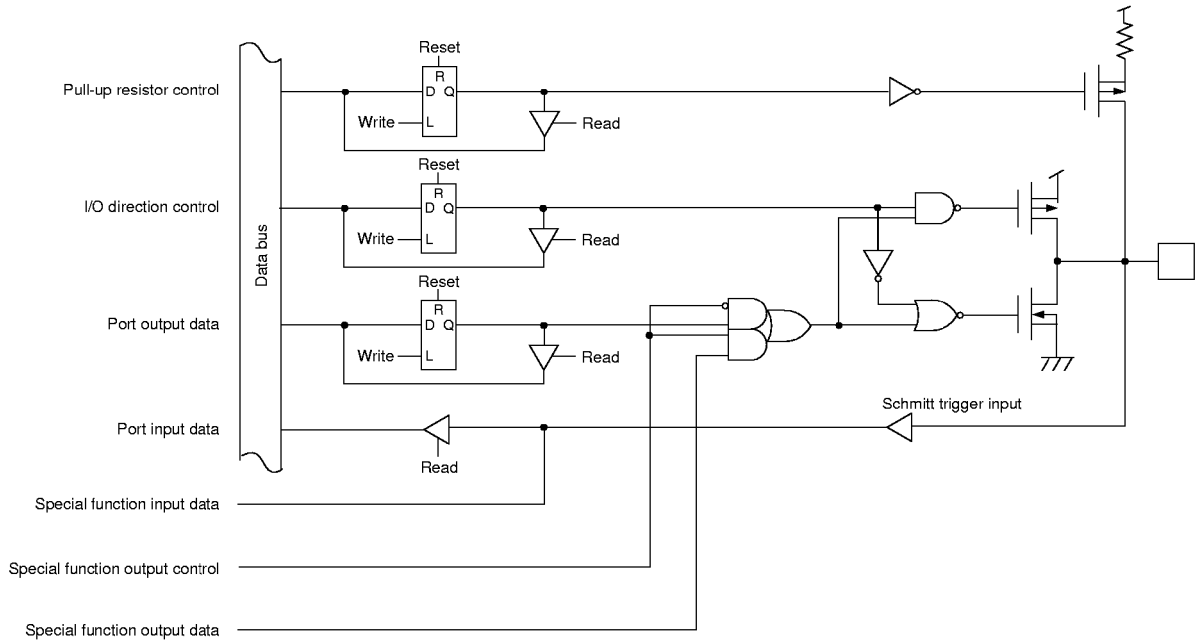 Reset
R
Pull-up resistor control
D Q
Write
L
Read
Reset
R
I/O direction control
D Q
Write
L
Read
Data bus
Reset
R
Port output data
D Q
Write
L
Read
Schmitt trigger input
Port input data
Read
Special function input data
Special function output control
Special function output data